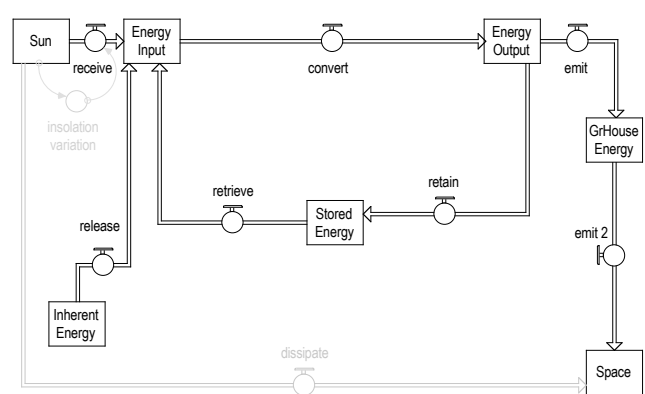 Sun
Energy
Input
Energy
Output
receive
convert
emit
insolation
variation
GrHouse
Energy
retrieve
retain
Stored
Energy
release
emit 2
Inherent
Energy
dissipate
Space